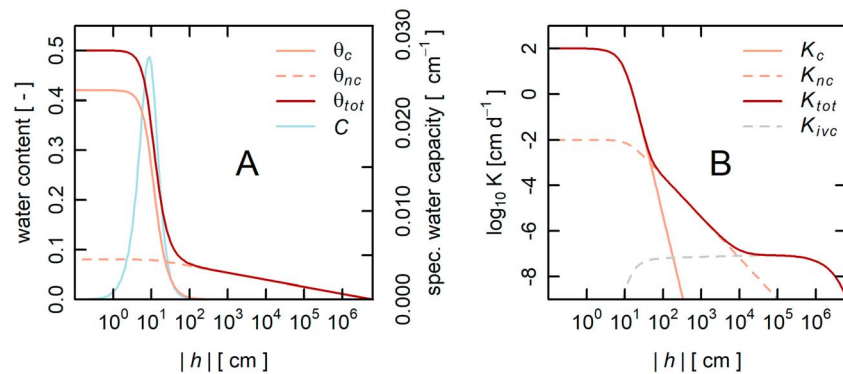 water content [ - ]
0.0
0.1
0.2
0.3
0.4
0.5
θc
θnc
θtot
C
A
0.000
0.010
0.020
0.030
spec. water capacity [ cm⁻¹ ]
10⁰ 10¹ 10² 10³ 10⁴ 10⁵ 10⁶
| h | [ cm ]
log₁₀ K [cm d⁻¹]
2
0
-2
-4
-6
-8
Kc
Knc
Ktot
Kivc
B
10⁰ 10¹ 10² 10³ 10⁴ 10⁵ 10⁶
| h | [ cm ]